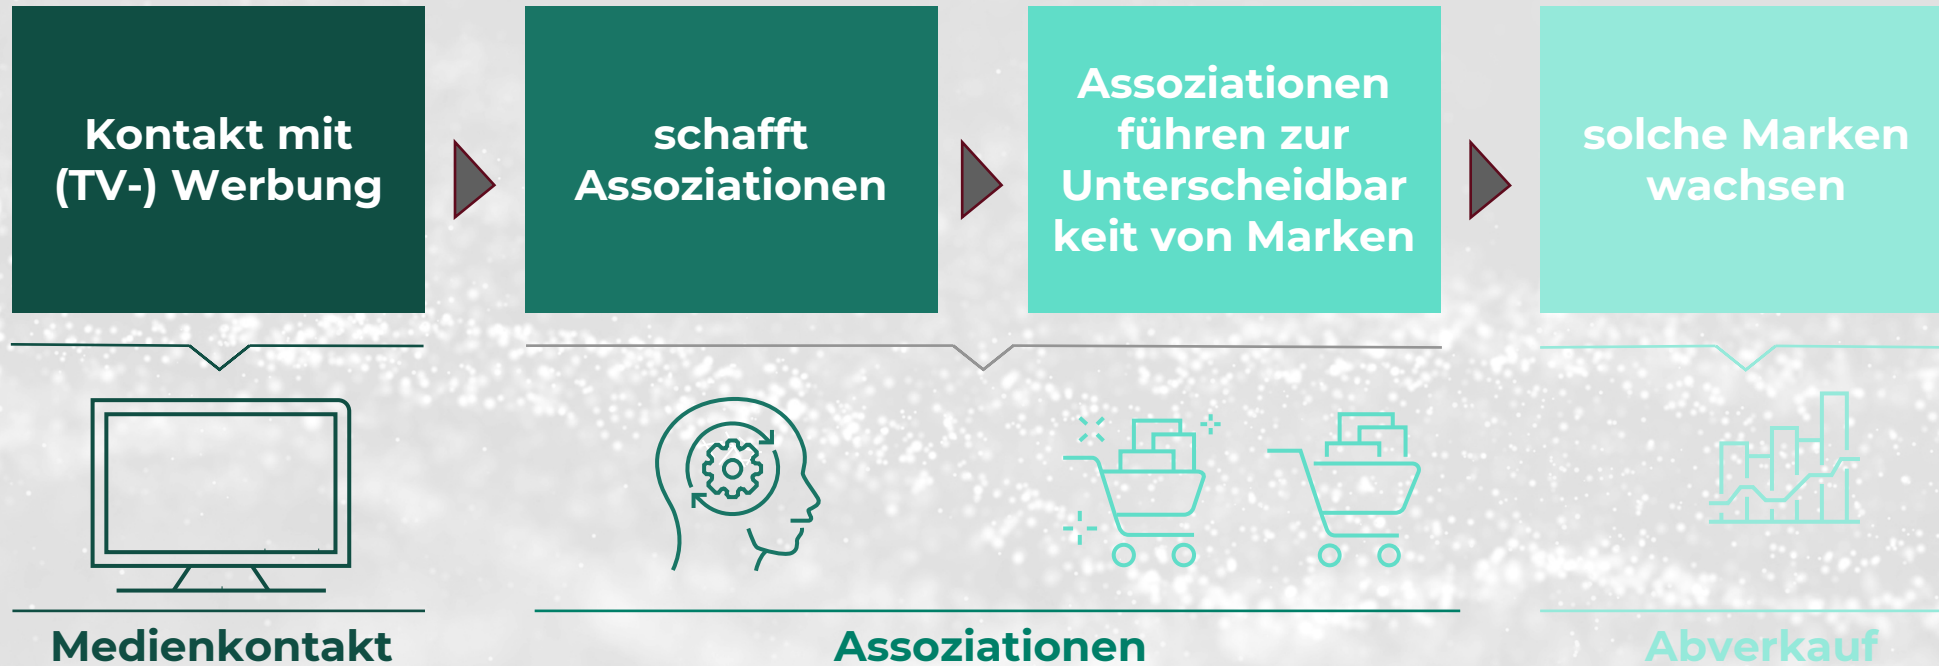 Kontakt mit
(TV-) Werbung
schafft
Assoziationen
Assoziationen
führen zur
Unterscheidbar
keit von Marken
solche Marken
wachsen
Medienkontakt
Assoziationen
Abverkauf